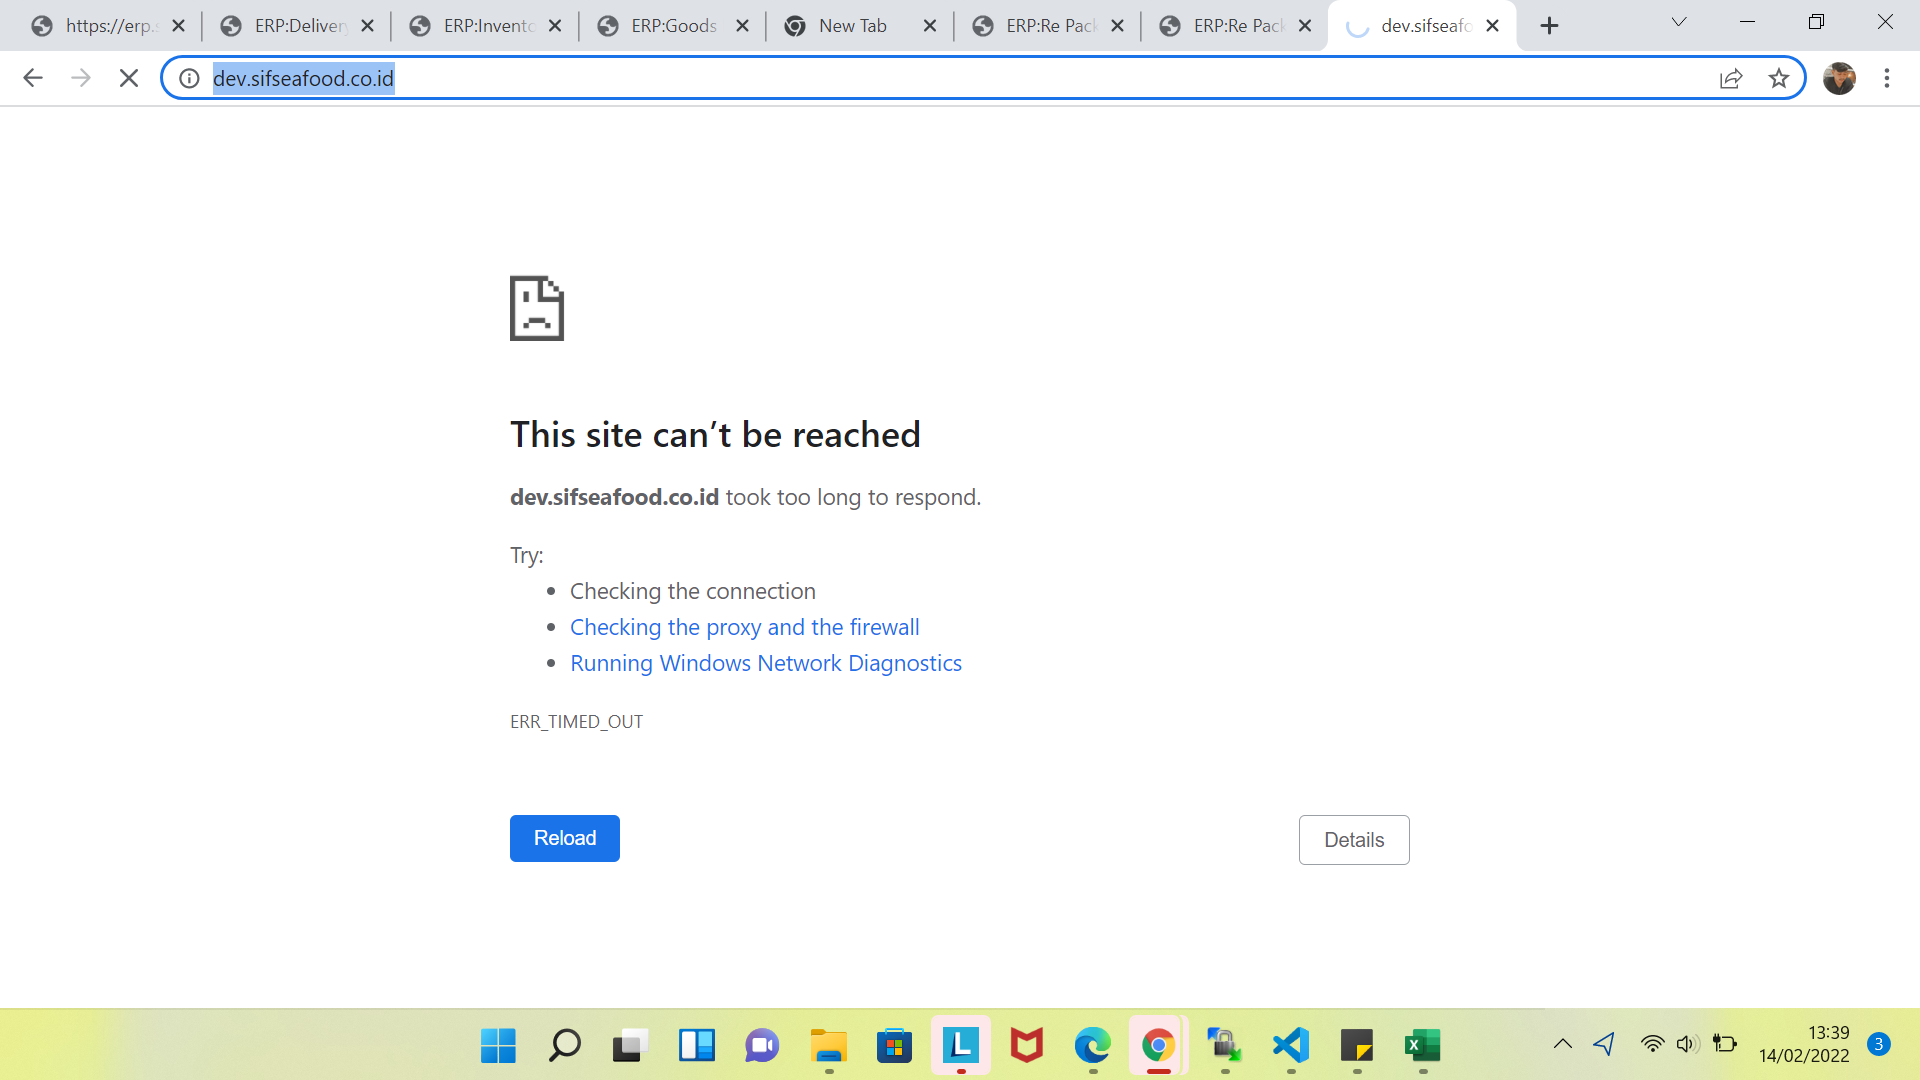 https://erp.s
ERP:Delivery
ERP:Invento
ERP:Goods
New Tab
ERP:Re Pack
ERP:Re Pack
dev.sifseafo
dev.sifseafood.co.id
This site can’t be reached
dev.sifseafood.co.id took too long to respond.
Try:
• Checking the connection
• Checking the proxy and the firewall
• Running Windows Network Diagnostics
ERR_TIMED_OUT
Reload
Details
L
X
13:39
14/02/2022
3